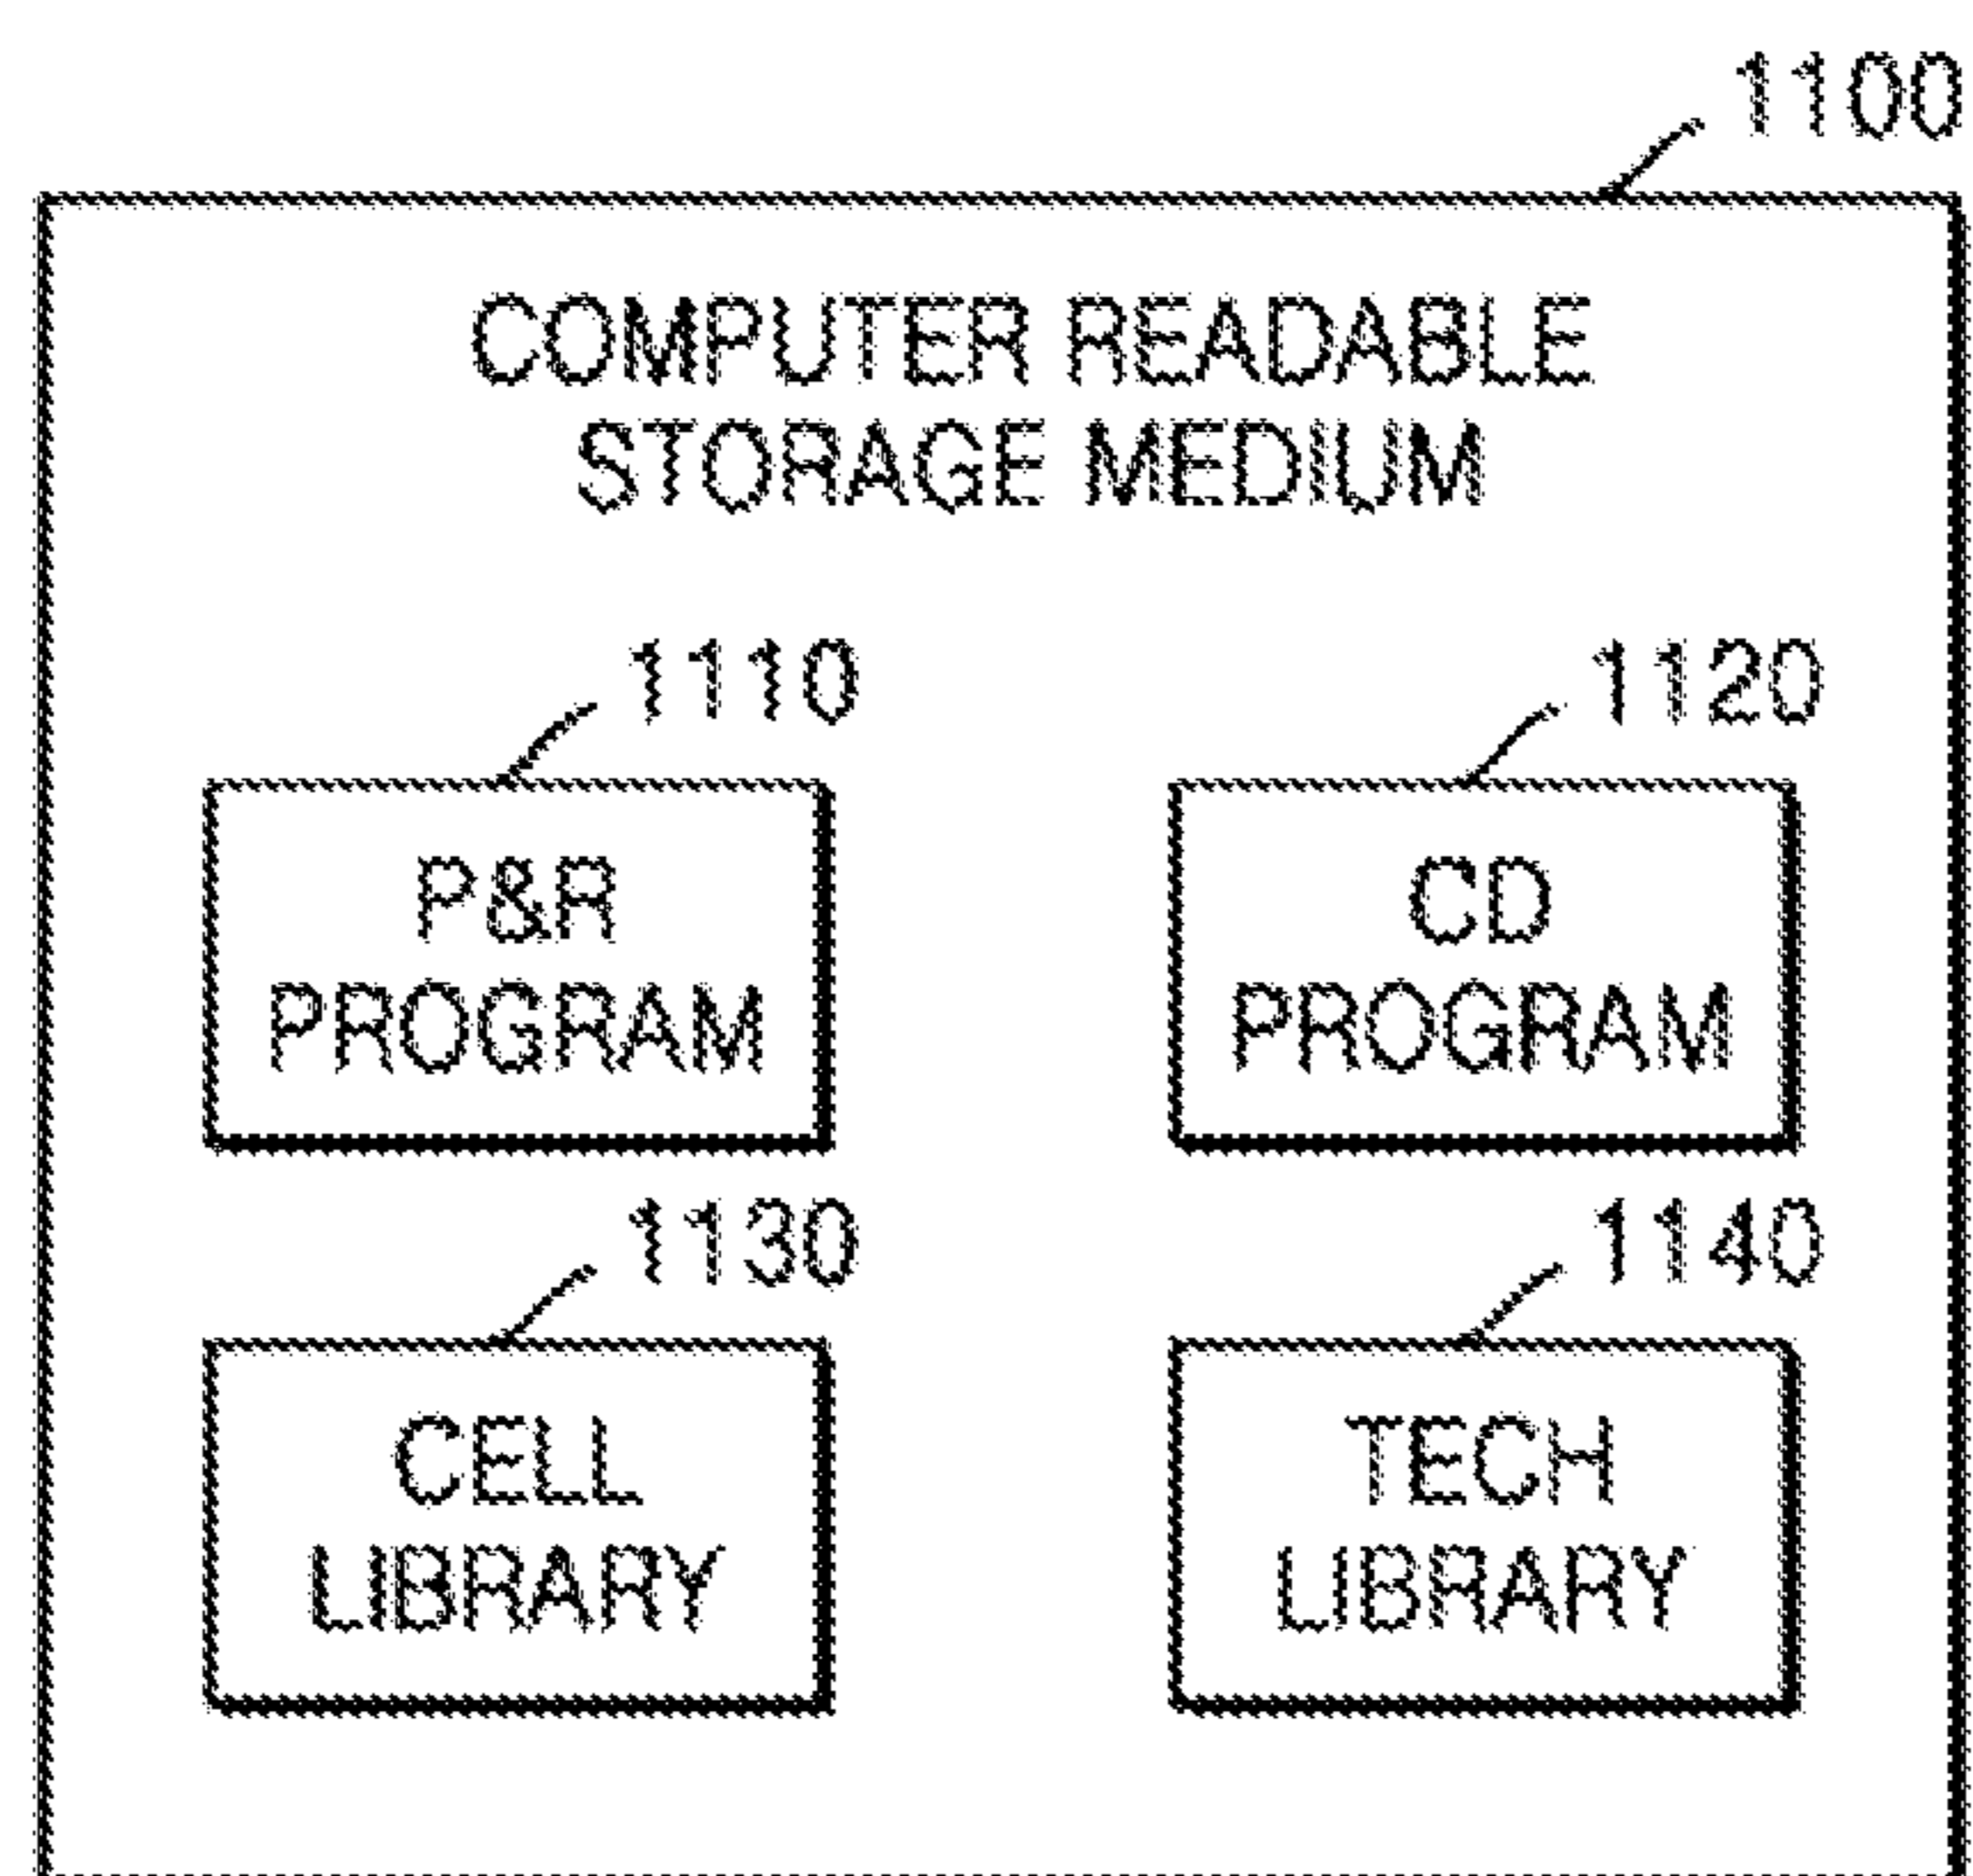 1100
COMPUTER READABLE
STORAGE MEDIUM
1110
P&R
PROGRAM
1120
CD
PROGRAM
1130
CELL
LIBRARY
1140
TECH
LIBRARY